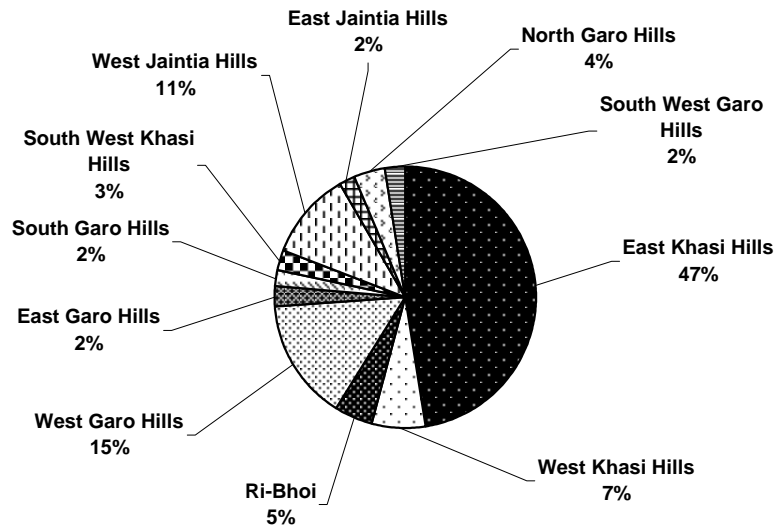 East Jaintia Hills
2%
North Garo Hills
4%
West Jaintia Hills
11%
South West Garo
Hills
2%
South West Khasi
Hills
3%
South Garo Hills
2%
East Khasi Hills
47%
East Garo Hills
2%
West Garo Hills
15%
West Khasi Hills
7%
Ri-Bhoi
5%